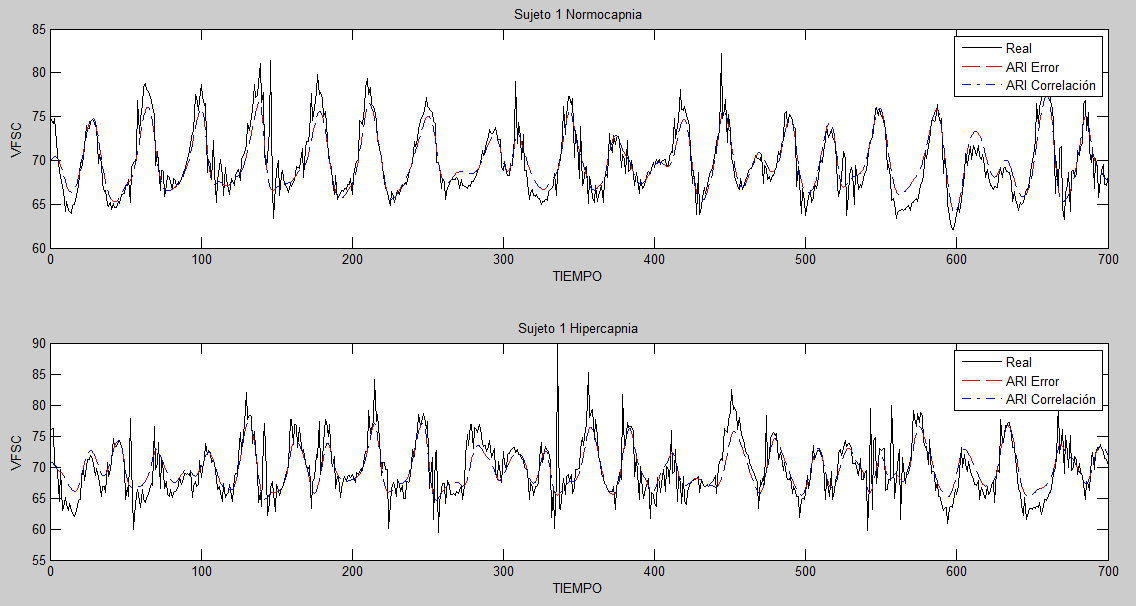 Sujeto 1 Normocapnia
85
80
75
70
65
60
VFSC
Real
ARI Error
ARI Correlación
0 100 200 300 400 500 600 700
TIEMPO
Sujeto 1 Hipercapnia
90
85
80
75
70
65
60
55
VFSC
Real
ARI Error
ARI Correlación
0 100 200 300 400 500 600 700
TIEMPO